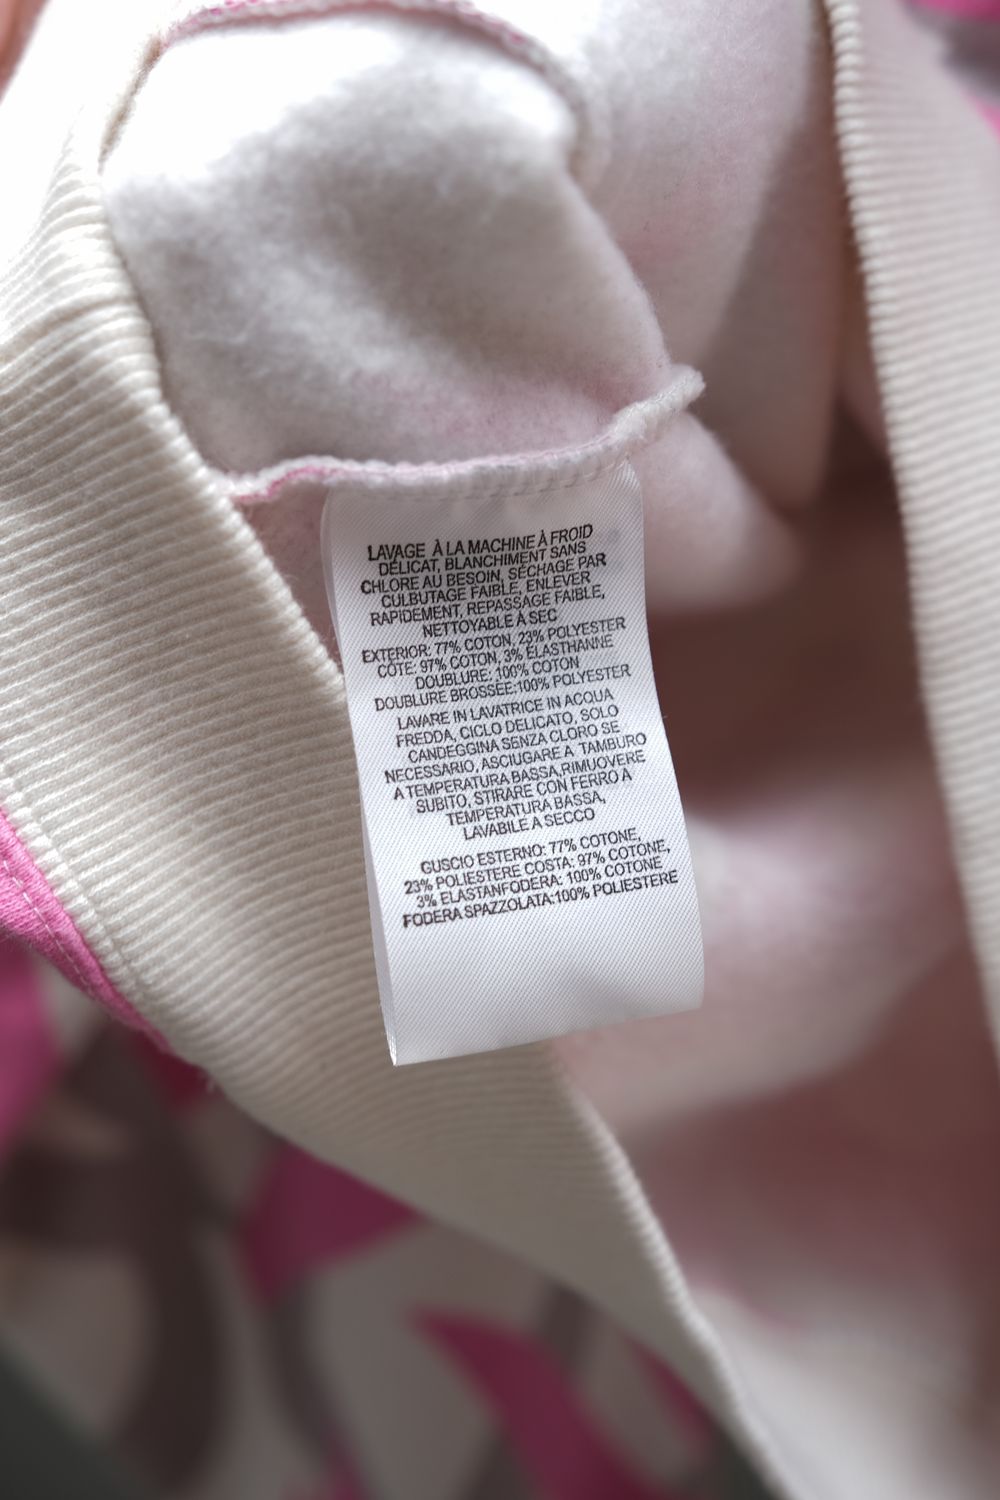 LAVAGE À LA MACHINE À FROID
DÉLICAT, BLANCHIMENT SANS
CHLORE AU BESOIN, SÉCHAGE PAR
CULBUTAGE FAIBLE, ENLEVER
RAPIDEMENT, REPASSAGE FAIBLE,
NETTOYABLE À SEC
EXTERIOR: 77% COTON, 23% POLYESTER
CÔTE: 97% COTON, 3% ÉLASTHANNE
DOUBLURE: 100% COTON
DOUBLURE BROSSÉE:100% POLYESTER
LAVARE IN LAVATRICE IN ACQUA
FREDDA, CICLO DELICATO, SOLO
CANDEGGINA SENZA CLORO SE
NECESSARIO, ASCIUGARE A TAMBURO
A TEMPERATURA BASSA,RIMUOVERE
SUBITO, STIRARE CON FERRO A
TEMPERATURA BASSA,
LAVABILE A SECCO
GUSCIO ESTERNO: 77% COTONE,
23% POLIESTERE COSTA: 97% COTONE,
3% ELASTANFODERA: 100% COTONE
FODERA SPAZZOLATA:100% POLIESTERE